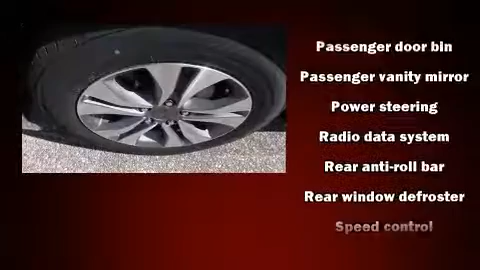 Passenger door bin
Passenger vanity mirror
Power steering
Radio data system
Rear anti-roll bar
Rear window defroster
Speed control